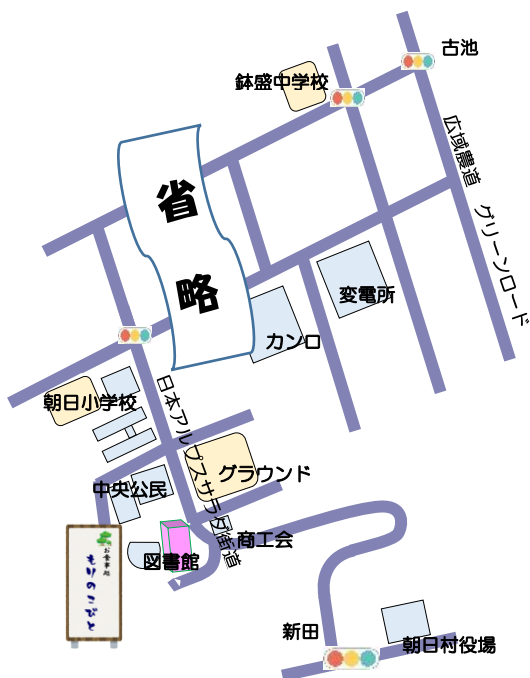 古池
鉢盛中学校
広域農道　グリーンロード
省略
変電所
カンロ
朝日小学校
日本アルプスサラダ街道
グラウンド
中央公民
商工会
図書館
お食事処
もりのこびと
新田
朝日村役場